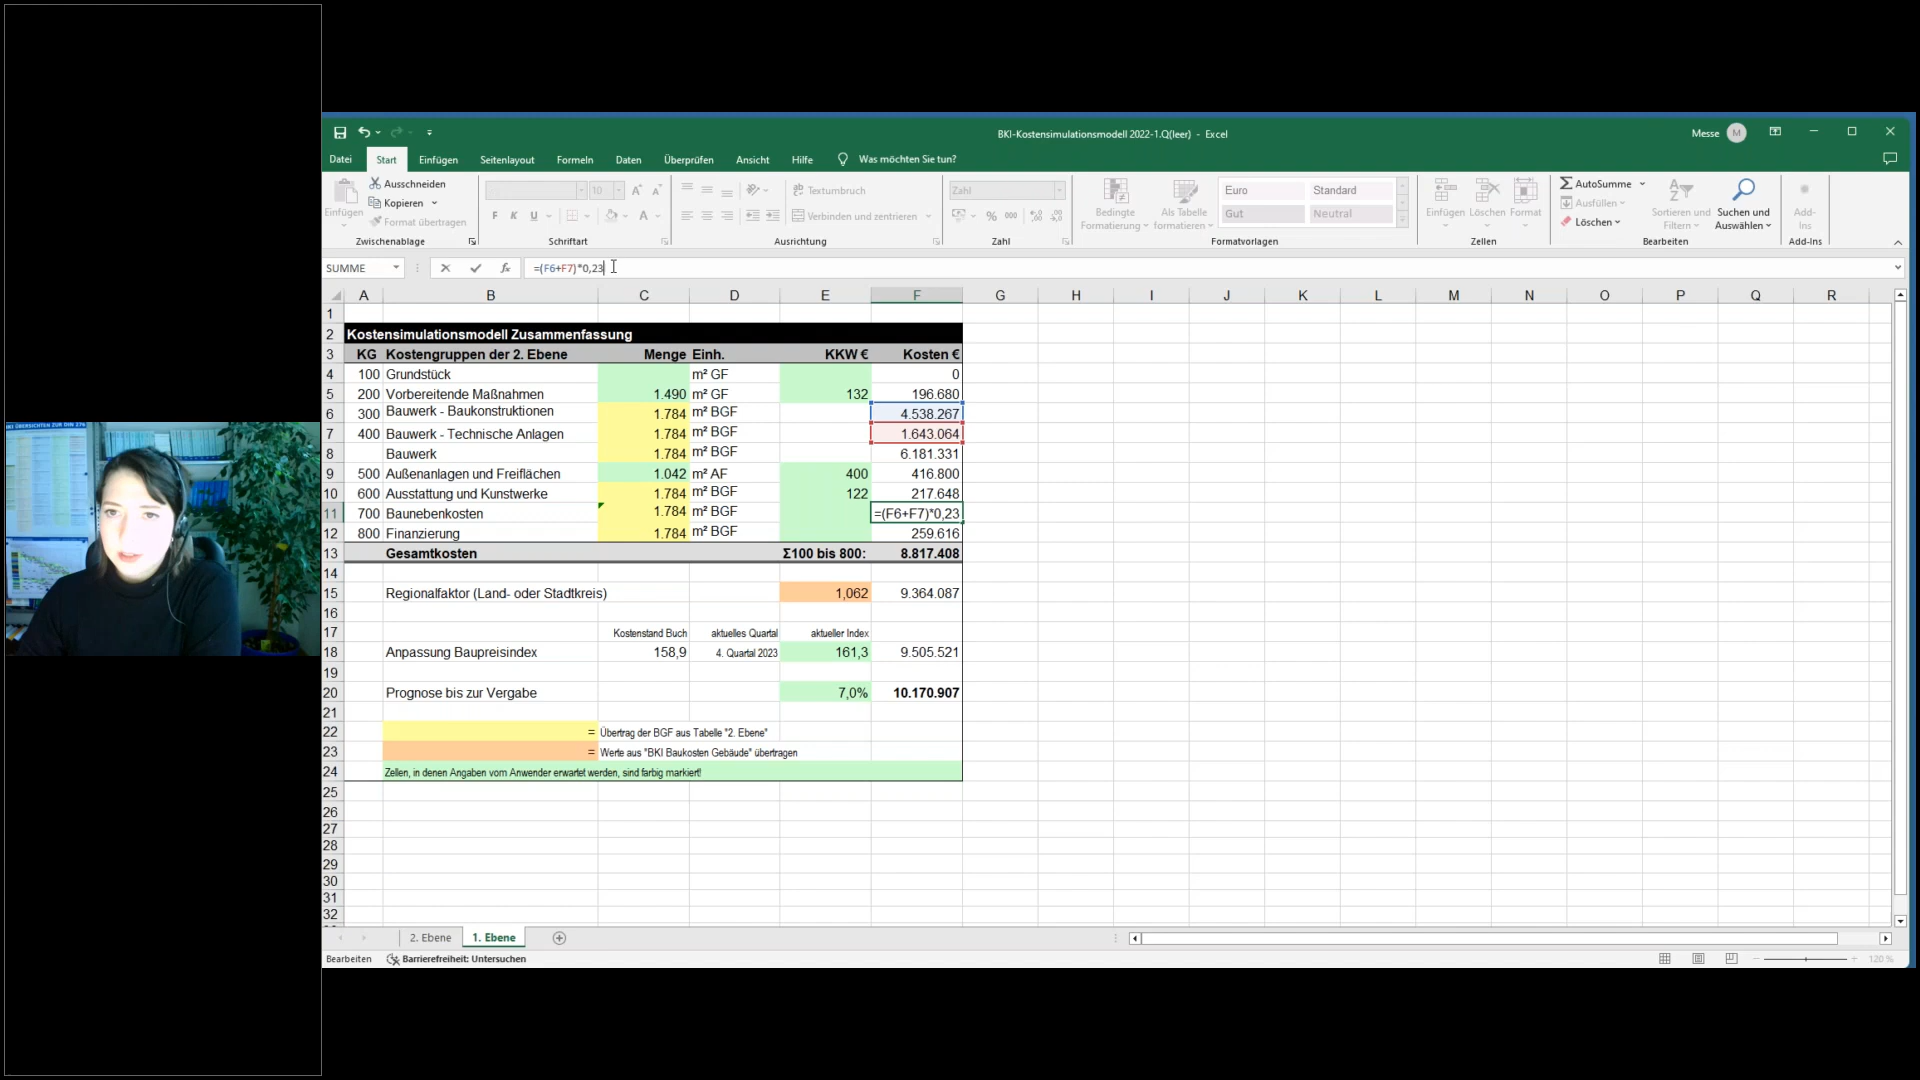 BKI-Kostensimulationsmodell 2022-1.Q(leer) - Excel
Messe M
Datei Start Einfügen Seitenlayout Formeln Daten Überprüfen Ansicht Hilfe Was möchten Sie tun?
Einfügen Ausschneiden Kopieren Format übertragen
Zwischenablage
10 A A
F K U A
Schriftart
Textumbruch
Verbinden und zentrieren
Ausrichtung
Zahl
% 000
Zahl
Bedingte Formatierung
Als Tabelle formatieren
Euro Standard
Gut Neutral
Formatvorlagen
Einfügen Löschen Format
Zellen
AutoSumme
Ausfüllen
Löschen
Sortieren und Filtern
Suchen und Auswählen
Bearbeiten
Add-Ins
Add-Ins
SUMME fx =(F6+F7)*0,23
A B C D E F G H I J K L M N O P Q R
1
2 Kostensimulationsmodell Zusammenfassung
3 KG Kostengruppen der 2. Ebene Menge Einh. KKW € Kosten €
4 100 Grundstück m² GF 0
5 200 Vorbereitende Maßnahmen 1.490 m² GF 132 196.680
6 300 Bauwerk - Baukonstruktionen 1.784 m² BGF 4.538.267
7 400 Bauwerk - Technische Anlagen 1.784 m² BGF 1.643.064
8 Bauwerk 1.784 m² BGF 6.181.331
9 500 Außenanlagen und Freiflächen 1.042 m² AF 400 416.800
10 600 Ausstattung und Kunstwerke 1.784 m² BGF 122 217.648
11 700 Baunebenkosten 1.784 m² BGF =(F6+F7)*0,23
12 800 Finanzierung 1.784 m² BGF 259.616
13 Gesamtkosten Σ100 bis 800: 8.817.408
14
15 Regionalfaktor (Land- oder Stadtkreis) 1,062 9.364.087
16
17 Kostenstand Buch aktuelles Quartal aktueller Index
18 Anpassung Baupreisindex 158,9 4. Quartal 2023 161,3 9.505.521
19
20 Prognose bis zur Vergabe 7,0% 10.170.907
21
22 = Übertrag der BGF aus Tabelle "2. Ebene"
23 = Werte aus "BKI Baukosten Gebäude" übertragen
24 Zellen, in denen Angaben vom Anwender erwartet werden, sind farbig markiert!
25
26
27
28
29
30
31
32
2. Ebene 1. Ebene
Bearbeiten Barrierefreiheit: Untersuchen 120 %